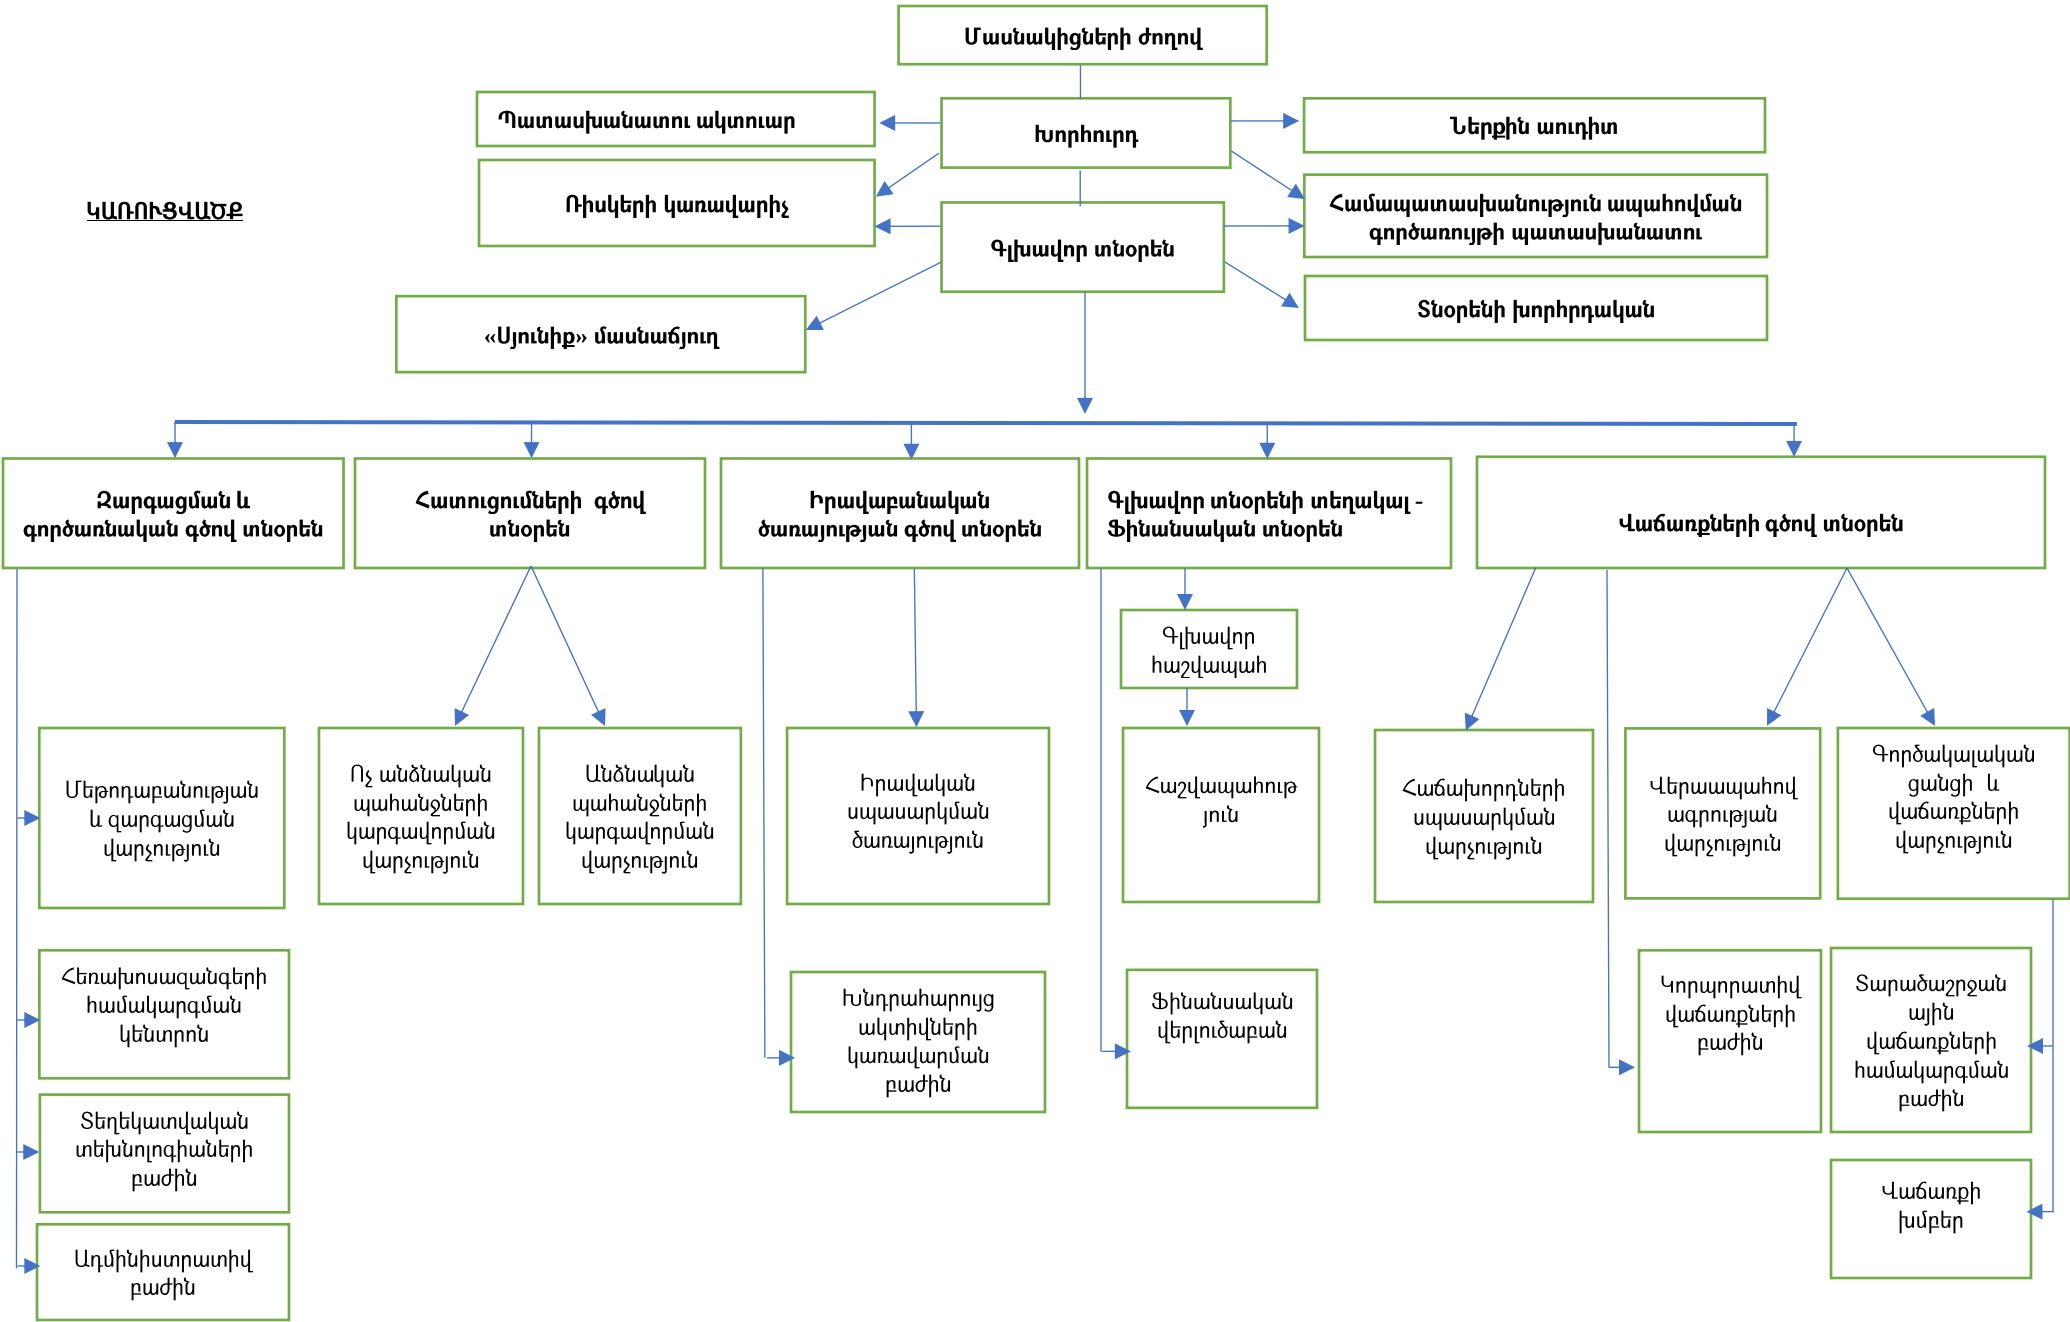 Մասնակիցների ժողով
Պատասխանատու ակտուար
Խորհուրդ
Ներքին աուդիտ
Ռիսկերի կառավարիչ
ԿԱՌՈՒՑՎԱԾՔ
Համապատասխանություն ապահովման
գործառույթի պատասխանատու
Գլխավոր տնօրեն
Տնօրենի խորհրդական
«Սյունիք» մասնաճյուղ
Զարգացման և
գործառնական գծով տնօրեն
Հատուցումների  գծով
տնօրեն
Իրավաբանական
ծառայության գծով տնօրեն
Գլխավոր տնօրենի տեղակալ -
Ֆինանսական տնօրեն
Վաճառքների գծով տնօրեն
Գլխավոր
հաշվապահ
Մեթոդաբանության
և զարգացման
վարչություն
Ոչ անձնական
պահանջների
կարգավորման
վարչություն
Անձնական
պահանջների
կարգավորման
վարչություն
Իրավական
սպասարկման
ծառայություն
Հաշվապահութ
յուն
Հաճախորդների
սպասարկման
վարչություն
Վերաապահով
ագրության
վարչություն
Գործակալական
ցանցի  և
վաճառքների
վարչություն
Հեռախոսազանգերի
համակարգման
կենտրոն
Խնդրահարույց
ակտիվների
կառավարման
բաժին
Ֆինանսական
վերլուծաբան
Կորպորատիվ
վաճառքների
բաժին
Տարածաշրջան
ային
վաճառքների
համակարգման
բաժին
Տեղեկատվական
տեխնոլոգիաների
բաժին
Վաճառքի
խմբեր
Ադմինիստրատիվ
բաժին